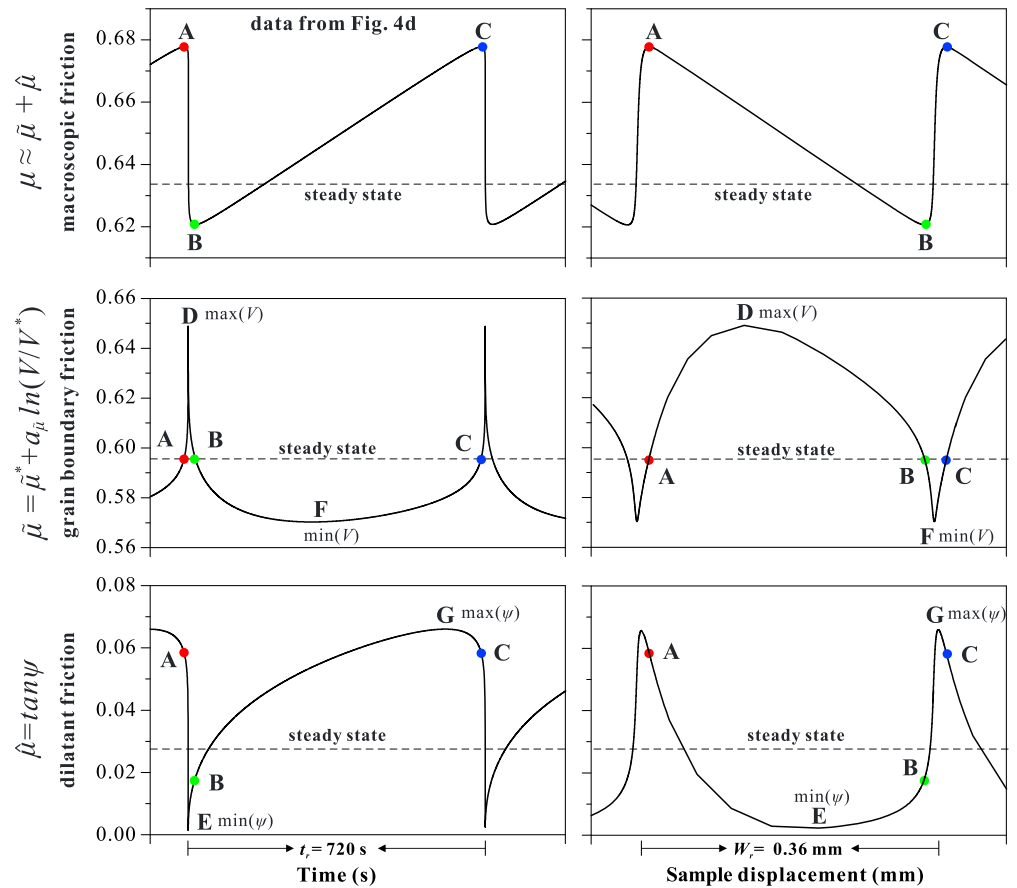 data from Fig. 4d
μ ≈ μ̃ + μ̂
macroscopic friction
0.68
0.66
0.64
0.62
A
C
steady state
B
A
C
steady state
B
μ̃ = μ̃* + aμ̃ ln(V/V*)
grain boundary friction
0.66
0.64
0.62
0.60
0.58
0.56
D max(V)
A
B
C
steady state
F
min(V)
D max(V)
steady state
A
B
C
F min(V)
μ̂=tanψ
dilatant friction
0.08
0.06
0.04
0.02
0.00
G max(ψ)
A
C
steady state
B
E min(ψ)
G max(ψ)
A
C
steady state
B
min(ψ)
E
tr= 720 s
Time (s)
Wr= 0.36 mm
Sample displacement (mm)